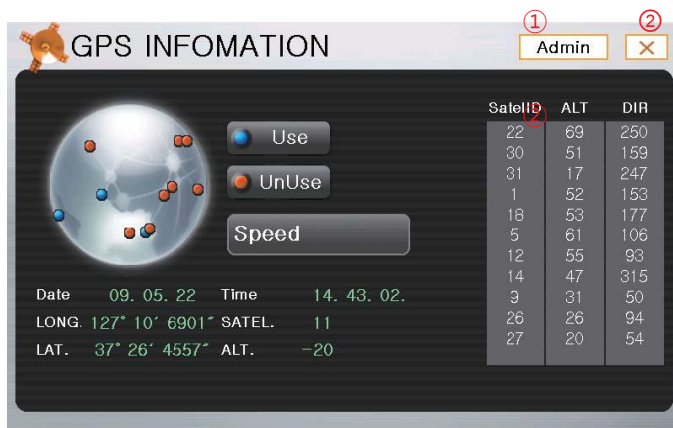 ① ②
GPS INFOMATION Admin
SatelID ALT DIR
②
22 69 250
30 51 159
31 17 247
1 52 153
18 53 177
5 61 106
12 55 93
14 47 315
9 31 50
26 26 94
27 20 54
Use
UnUse
Speed
Date 09. 05. 22 Time 14. 43. 02.
LONG. 127° 10′ 6901″ SATEL. 11
LAT. 37° 26′ 4557″ ALT. -20